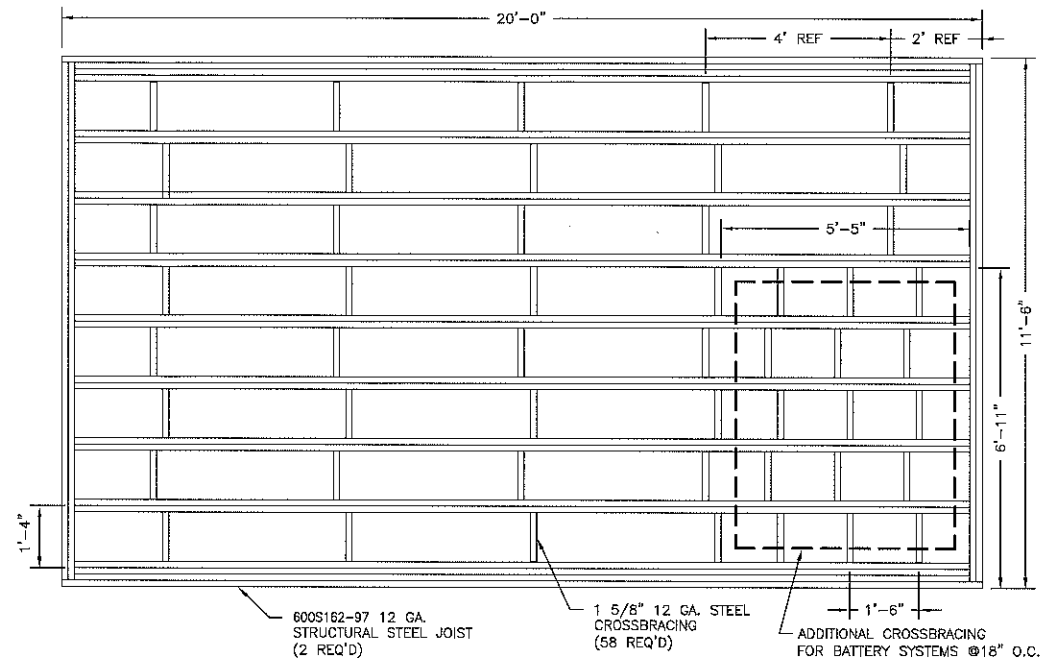 20'-0"
4' REF
2' REF
5'-5"
11'-6"
6'-11"
1'-4"
1'-6"
600S162-97 12 GA.
STRUCTURAL STEEL JOIST
(2 REQ'D)
1 5/8" 12 GA. STEEL
CROSSBRACING
(58 REQ'D)
ADDITIONAL CROSSBRACING
FOR BATTERY SYSTEMS @18" O.C.